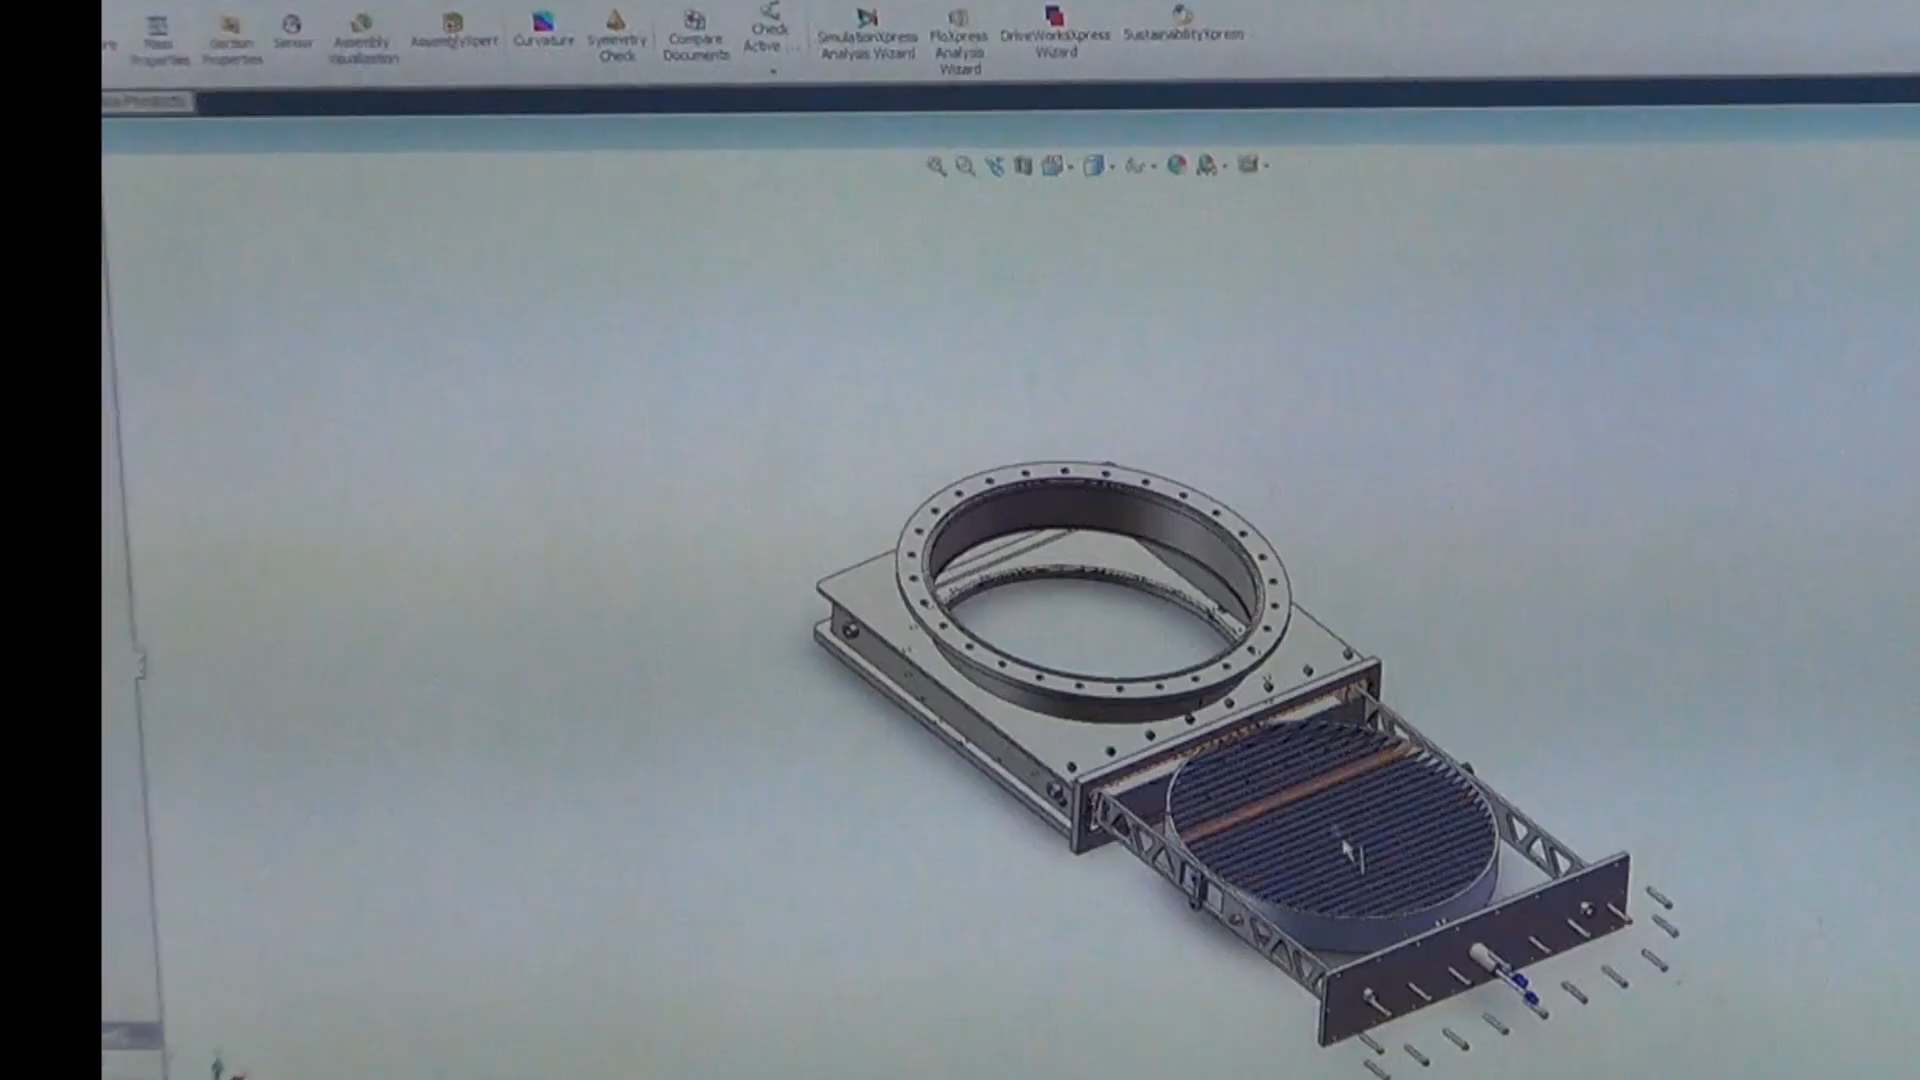 Mass Properties
Section Properties
Sensor
Assembly Visualization
AssemblyXpert
Curvature
Symmetry Check
Compare Documents
Check Active ...
SimulationXpress Analysis Wizard
FloXpress Analysis Wizard
DriveWorksXpress Wizard
SustainabilityXpress